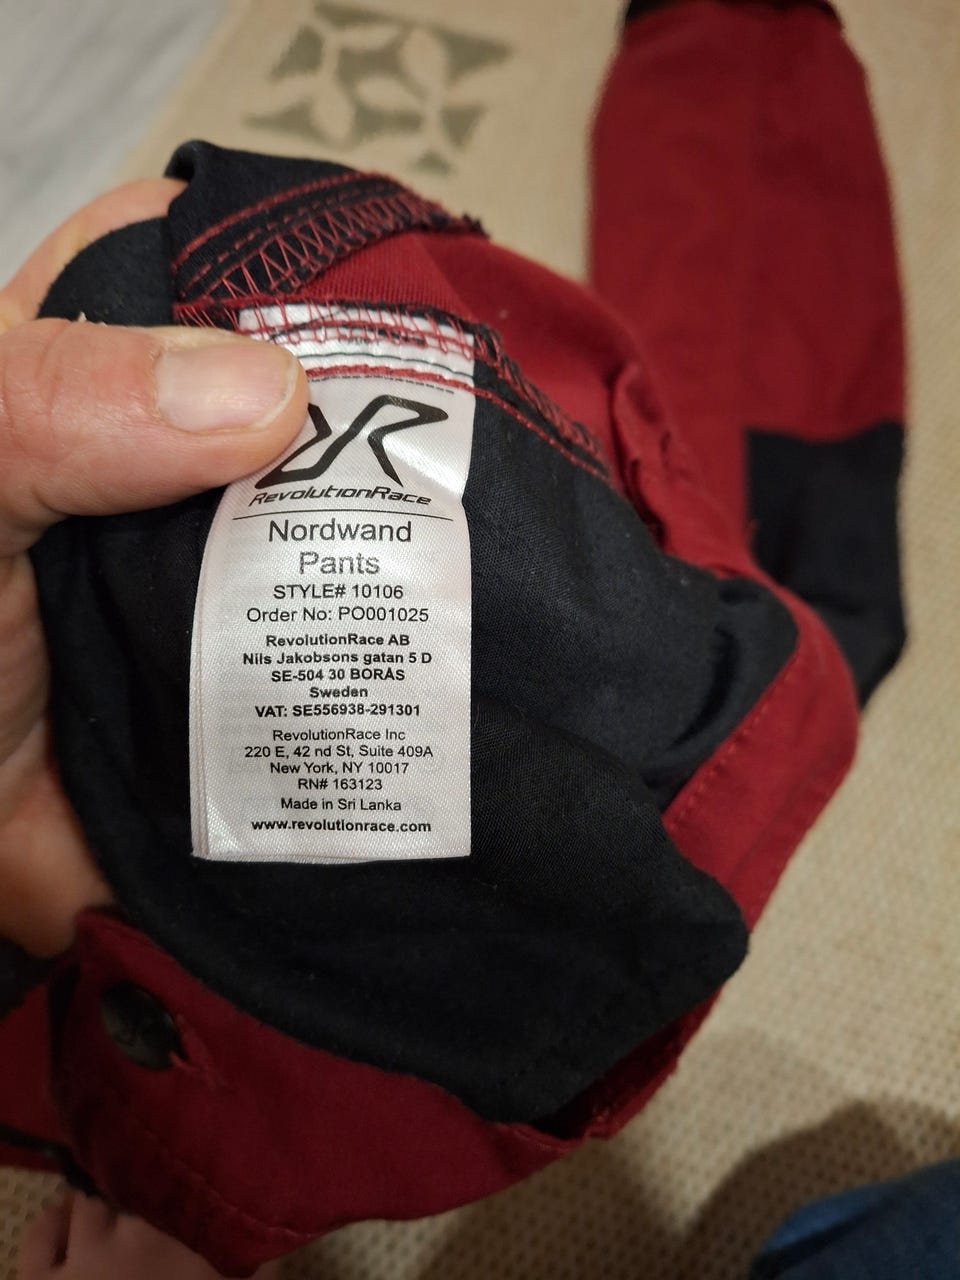 RevolutionRace
Nordwand
Pants
STYLE# 10106
Order No: PO001025
RevolutionRace AB
Nils Jakobsons gatan 5 D
SE-504 30 BORÅS
Sweden
VAT: SE556938-291301
RevolutionRace Inc
220 E, 42 nd St, Suite 409A
New York, NY 10017
RN# 163123
Made in Sri Lanka
www.revolutionrace.com